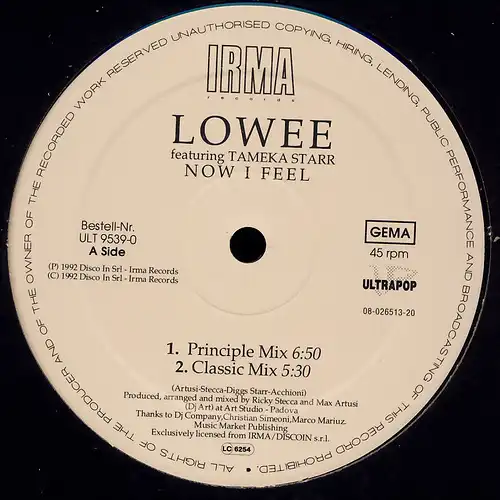 ALL RIGHTS OF THE PRODUCER AND OF THE OWNER OF THE RECORDED WORK RESERVED UNAUTHORISED COPYING, HIRING, LENDING, PUBLIC PERFORMANCE AND BROADCASTING OF THIS RECORD PROHIBITED.
IRMA
records
LOWEE
featuring TAMEKA STARR
NOW I FEEL
Bestell-Nr.
ULT 9539-0
A Side
(P) 1992 Disco In Srl - Irma Records
(C) 1992 Disco In Srl - Irma Records
GEMA
45 rpm
ULTRAPOP
08-026513-20
1. Principle Mix 6:50
2. Classic Mix 5:30
(Artusi-Stecca-Diggs Starr-Acchioni)
Produced, arranged and mixed by Ricky Stecca and Max Artusi
(Dj Art) at Art Studio - Padova
Thanks to Dj Company,Christian Simeoni,Marco Mariuz.
Music Market Publishing
Exclusively licensed from IRMA/DISCOIN s.r.l.
LC 6254